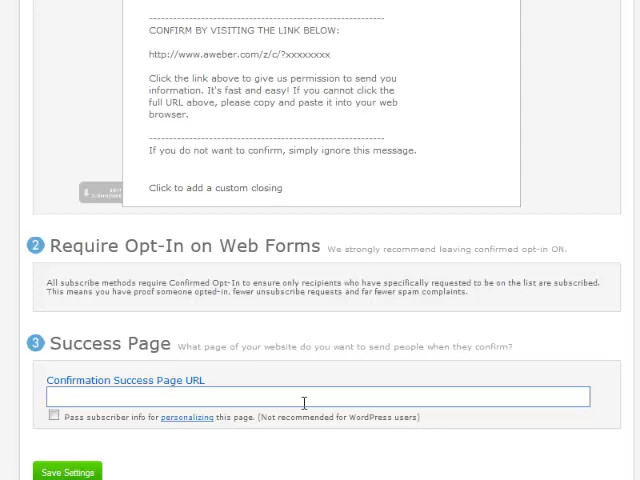 ----------------------------------------------------------
CONFIRM BY VISITING THE LINK BELOW:
http://www.aweber.com/z/c/?xxxxxxxx
Click the link above to give us permission to send you
information. It's fast and easy! If you cannot click the
full URL above, please copy and paste it into your web
browser.
----------------------------------------------------------
If you do not want to confirm, simply ignore this message.
Click to add a custom closing
2 Require Opt-In on Web Forms We strongly recommend leaving confirmed opt-in ON.
All subscribe methods require Confirmed Opt-In to ensure only recipients who have specifically requested to be on the list are subscribed.
This means you have proof someone opted-in, fewer unsubscribe requests and far fewer spam complaints.
3 Success Page What page of your website do you want to send people when they confirm?
Confirmation Success Page URL
Pass subscriber info for personalizing this page. (Not recommended for WordPress users)
Save Settings